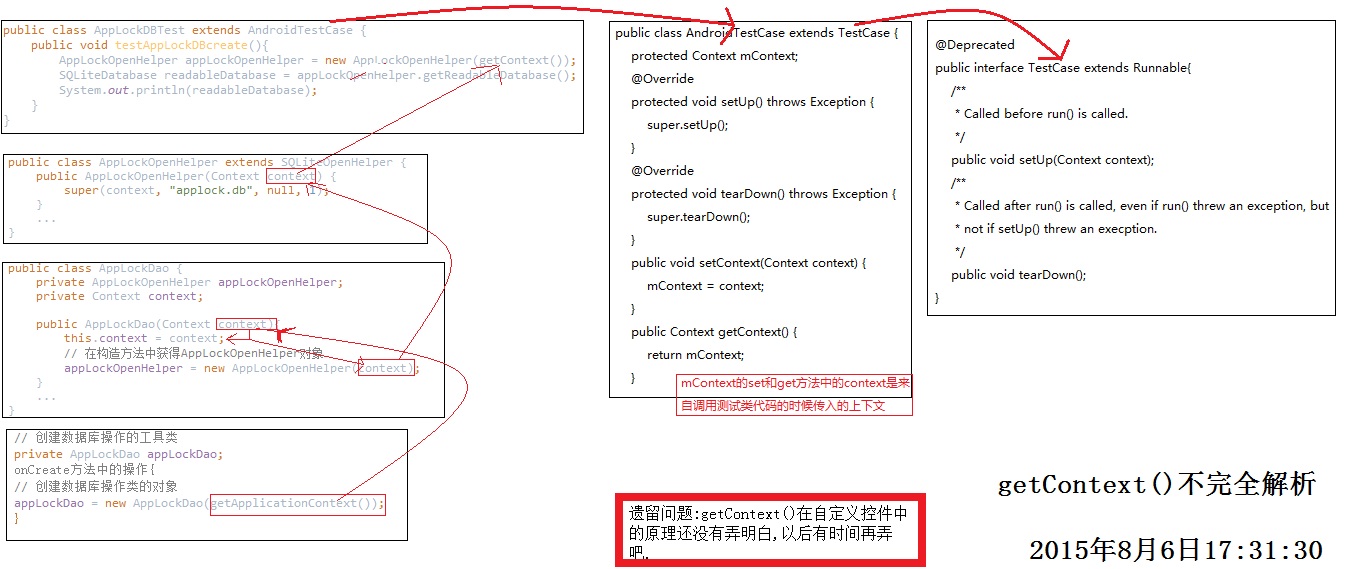 public class AppLockDBTest extends AndroidTestCase {
public void testAppLockDBcreate(){
AppLockOpenHelper appLockOpenHelper = new AppLockOpenHelper(getContext());
SQLiteDatabase readableDatabase = appLockOpenHelper.getReadableDatabase();
System.out.println(readableDatabase);
}
}
public class AppLockOpenHelper extends SQLiteOpenHelper {
public AppLockOpenHelper(Context context) {
super(context, "applock.db", null, 1);
}
...
}
public class AppLockDao {
private AppLockOpenHelper appLockOpenHelper;
private Context context;
public AppLockDao(Context context){
this.context = context;
// 在构造方法中获得AppLockOpenHelper对象
appLockOpenHelper = new AppLockOpenHelper(context);
}
...
}
// 创建数据库操作的工具类
private AppLockDao appLockDao;
onCreate方法中的操作{
// 创建数据库操作类的对象
appLockDao = new AppLockDao(getApplicationContext());
}
public class AndroidTestCase extends TestCase {
protected Context mContext;
@Override
protected void setUp() throws Exception {
super.setUp();
}
@Override
protected void tearDown() throws Exception {
super.tearDown();
}
public void setContext(Context context) {
mContext = context;
}
public Context getContext() {
return mContext;
}
mContext的set和get方法中的context是来
自调用测试类代码的时候传入的上下文
@Deprecated
public interface TestCase extends Runnable{
/**
* Called before run() is called.
*/
public void setUp(Context context);
/**
* Called after run() is called, even if run() threw an exception, but
* not if setUp() threw an execption.
*/
public void tearDown();
}
遗留问题:getContext()在自定义控件中
的原理还没有弄明白,以后有时间再弄
吧.
getContext()不完全解析
2015年8月6日17:31:30